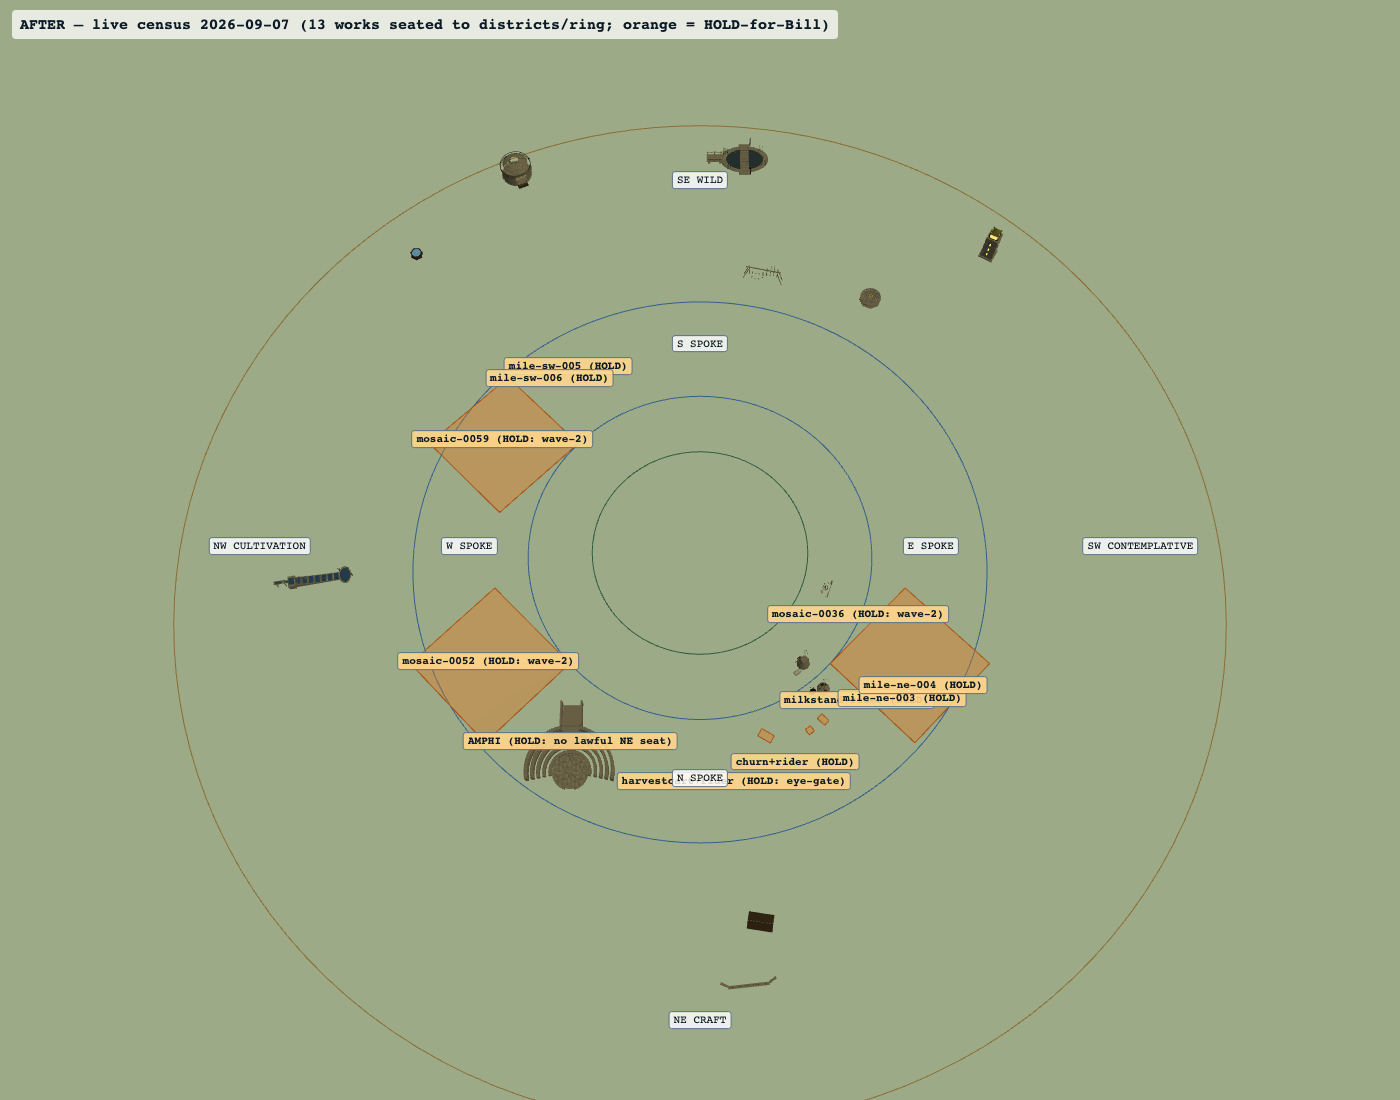 AFTER — live census 2026-09-07 (13 works seated to districts/ring; orange = HOLD-for-Bill)
SE WILD
S SPOKE
mile-sw-005 (HOLD)
mile-sw-006 (HOLD)
mosaic-0059 (HOLD: wave-2)
NW CULTIVATION
W SPOKE
E SPOKE
SW CONTEMPLATIVE
mosaic-0036 (HOLD: wave-2)
mosaic-0052 (HOLD: wave-2)
mile-ne-004 (HOLD)
mile-ne-003 (HOLD)
AMPHI (HOLD: no lawful NE seat)
churn+rider (HOLD)
N SPOKE
(HOLD: eye-gate)
NE CRAFT